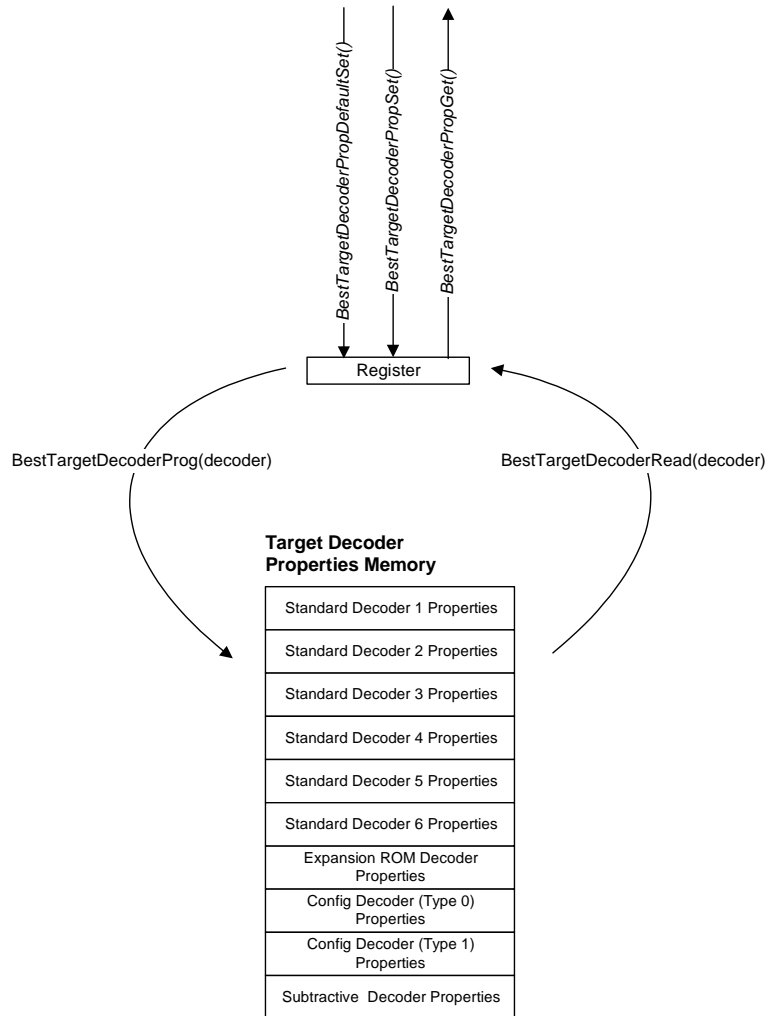 BestTargetDecoderPropDefaultSet()
BestTargetDecoderPropSet()
BestTargetDecoderPropGet()
Register
BestTargetDecoderProg(decoder)
BestTargetDecoderRead(decoder)
Target Decoder
Properties Memory
Standard Decoder 1 Properties
Standard Decoder 2 Properties
Standard Decoder 3 Properties
Standard Decoder 4 Properties
Standard Decoder 5 Properties
Standard Decoder 6 Properties
Expansion ROM Decoder
Properties
Config Decoder (Type 0)
Properties
Config Decoder (Type 1)
Properties
Subtractive Decoder Properties